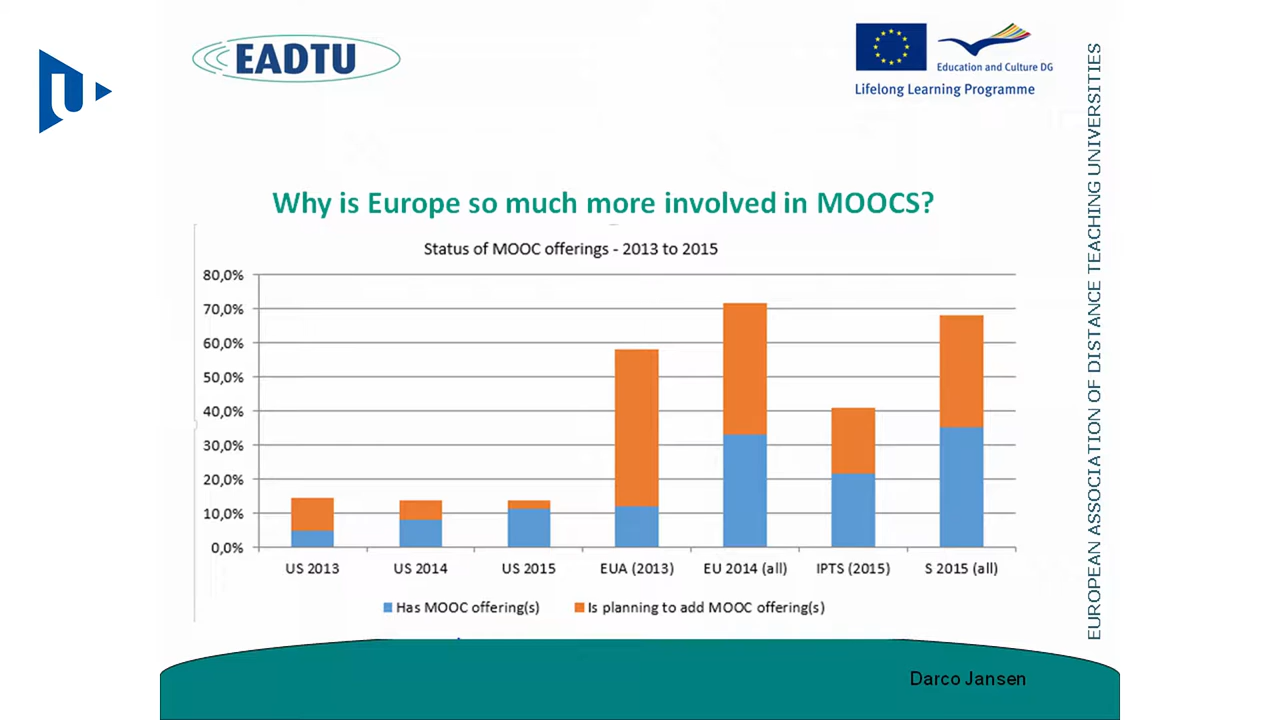 EADTU
Education and Culture DG
Lifelong Learning Programme
U
EUROPEAN ASSOCIATION OF DISTANCE TEACHING UNIVERSITIES
Why is Europe so much more involved in MOOCS?
Status of MOOC offerings - 2013 to 2015
80,0%
70,0%
60,0%
50,0%
40,0%
30,0%
20,0%
10,0%
0,0%
US 2013 US 2014 US 2015 EUA (2013) EU 2014 (all) IPTS (2015) S 2015 (all)
Has MOOC offering(s) Is planning to add MOOC offering(s)
Darco Jansen